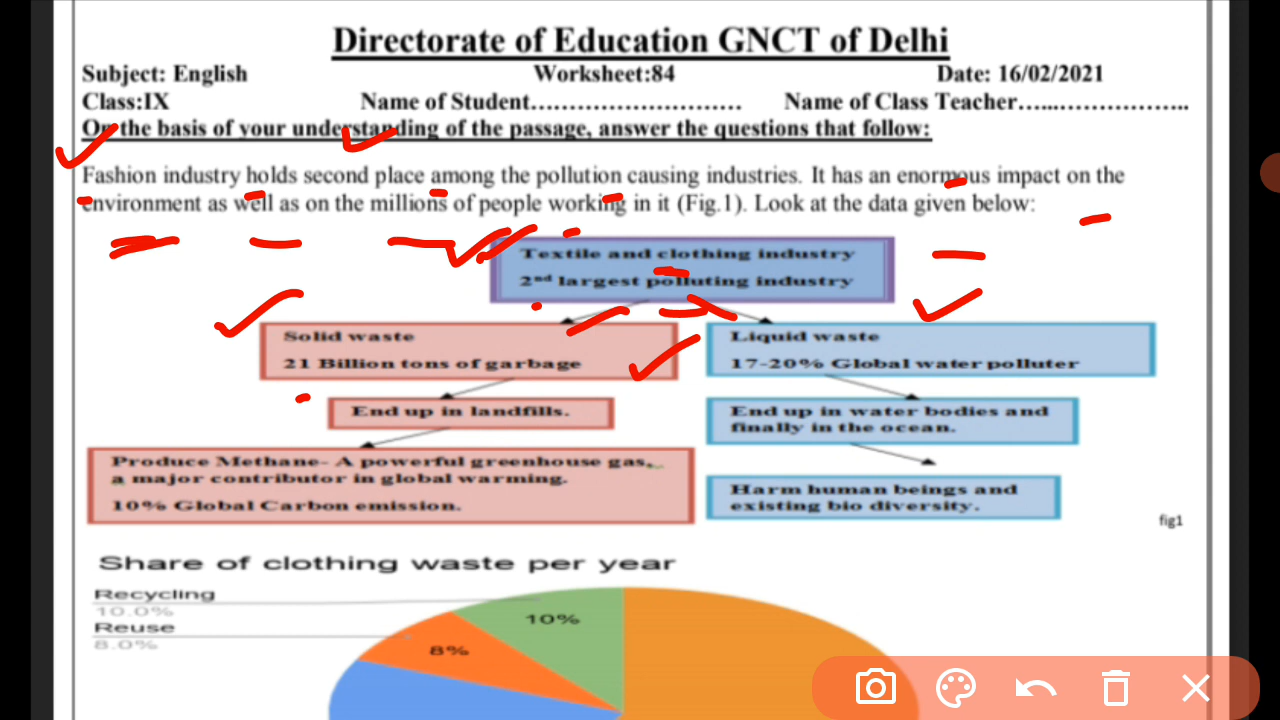 Directorate of Education GNCT of Delhi
Subject: English Worksheet:84 Date: 16/02/2021
Class:IX Name of Student……………………… Name of Class Teacher…...……………..
On the basis of your understanding of the passage, answer the questions that follow:
Fashion industry holds second place among the pollution causing industries. It has an enormous impact on the
environment as well as on the millions of people working in it (Fig.1). Look at the data given below:
Textile and clothing industry
2nd largest polluting industry
Solid waste
21 Billion tons of garbage
Liquid waste
17-20% Global water polluter
End up in landfills.
End up in water bodies and
finally in the ocean.
Produce Methane- A powerful greenhouse gas,
a major contributor in global warming.
10% Global Carbon emission.
Harm human beings and
existing bio diversity.
fig1
Share of clothing waste per year
Recycling
10.0%
Reuse
8.0%
10%
8%